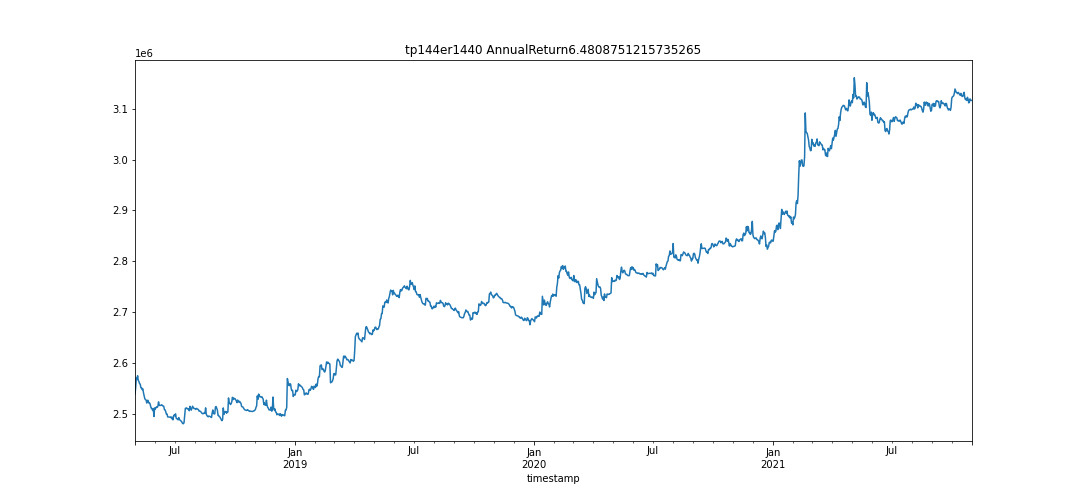 tp144er1440 AnnualReturn6.4808751215735265
1e6
3.1
3.0
2.9
2.8
2.7
2.6
2.5
Jul
Jan
2019
Jul
Jan
2020
Jul
Jan
2021
Jul
timestamp